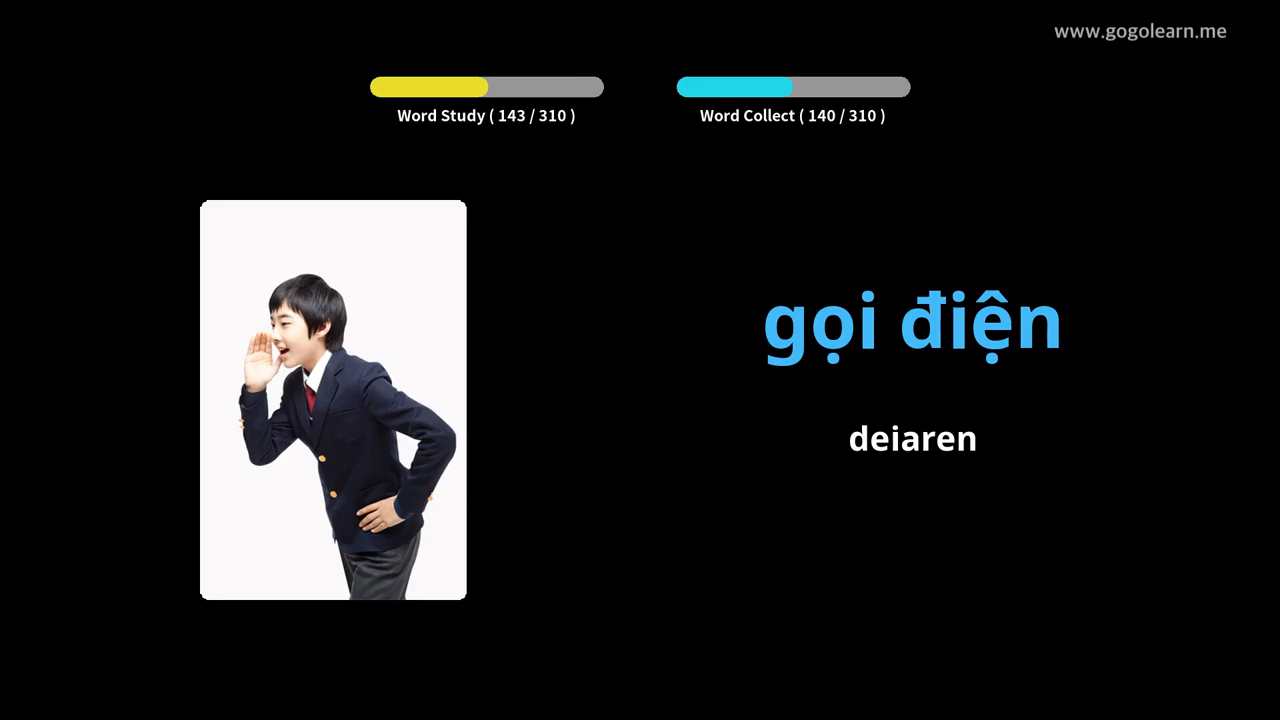 www.gogolearn.me
Word Study ( 143 / 310 )
Word Collect ( 140 / 310 )
gọi điện
deiaren